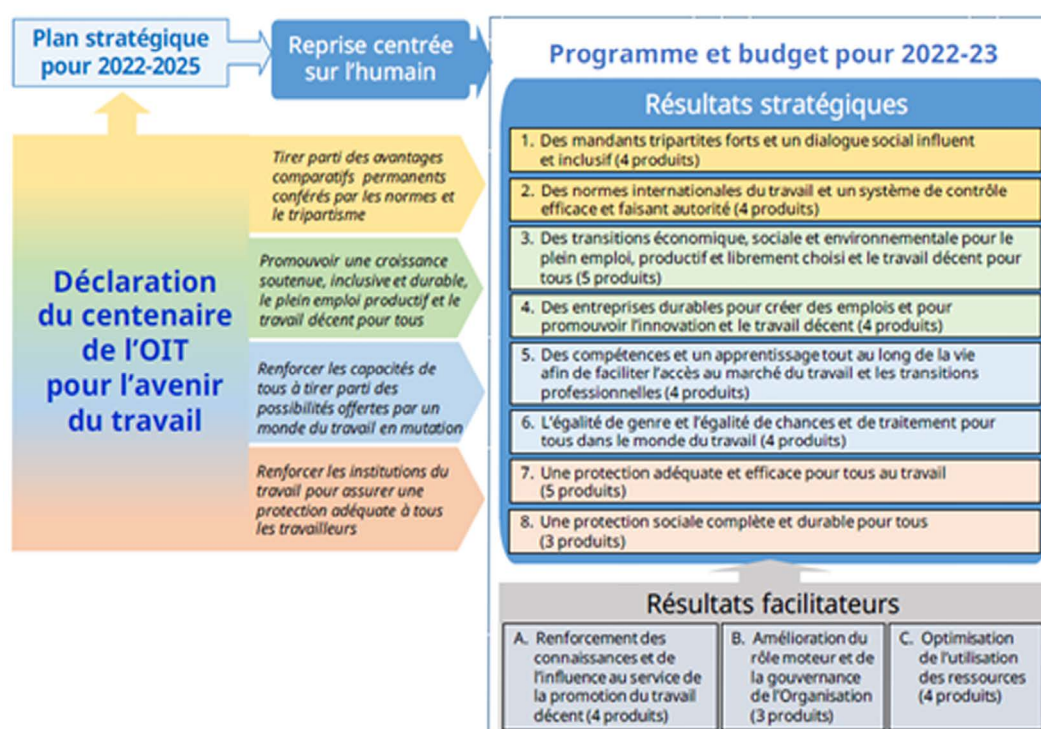 Plan stratégique
pour 2022-2025
Reprise centrée
sur l'humain
Programme et budget pour 2022-23
Déclaration
du centenaire
de l'OIT
pour l'avenir
du travail
Tirer parti des avantages
comparatifs permanents
conférés par les normes et
le tripartisme
Promouvoir une croissance
soutenue, inclusive et durable,
le plein emploi productif et le
travail décent pour tous
Renforcer les capacités de
tous à tirer parti des
possibilités offertes par un
monde du travail en mutation
Renforcer les institutions du
travail pour assurer une
protection adéquate à tous
les travailleurs
Résultats stratégiques
1. Des mandants tripartites forts et un dialogue social influent
et inclusif (4 produits)
2. Des normes internationales du travail et un système de contrôle
efficace et faisant autorité (4 produits)
3. Des transitions économique, sociale et environnementale pour le
plein emploi, productif et librement choisi et le travail décent pour
tous (5 produits)
4. Des entreprises durables pour créer des emplois et pour
promouvoir l'innovation et le travail décent (4 produits)
5. Des compétences et un apprentissage tout au long de la vie
afin de faciliter l'accès au marché du travail et les transitions
professionnelles (4 produits)
6. L'égalité de genre et l'égalité de chances et de traitement pour
tous dans le monde du travail (4 produits)
7. Une protection adéquate et efficace pour tous au travail
(5 produits)
8. Une protection sociale complète et durable pour tous
(3 produits)
Résultats facilitateurs
A. Renforcement des
connaissances et de
l'influence au service de
la promotion du travail
décent (4 produits)
B. Amélioration du
rôle moteur et de
la gouvernance
de l'Organisation
(3 produits)
C. Optimisation
de l'utilisation
des ressources
(4 produits)